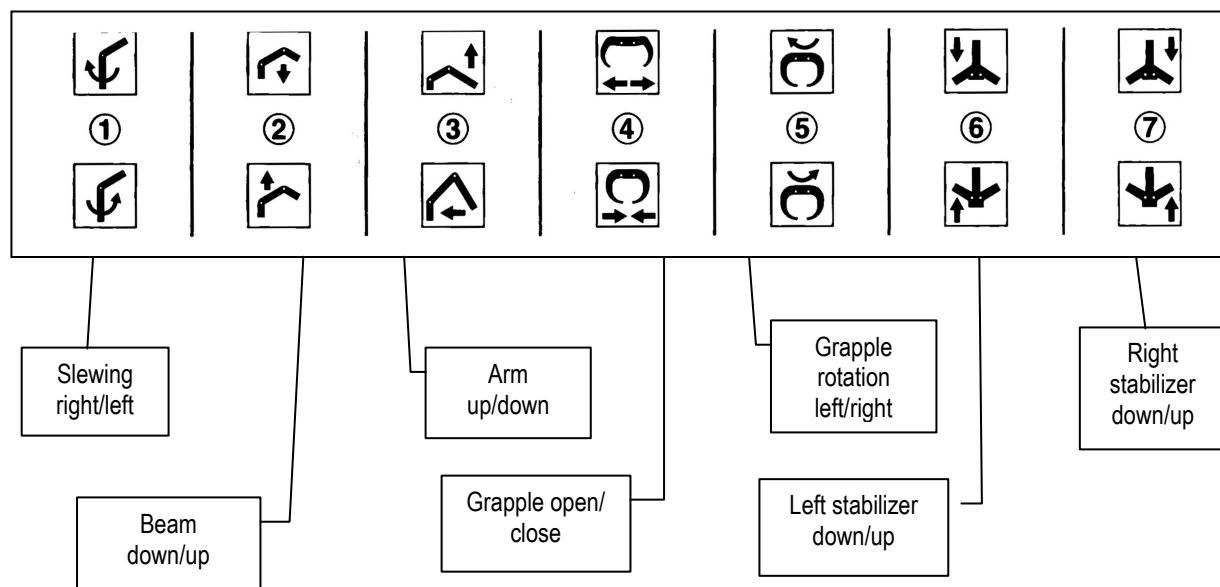 ① ② ③ ④ ⑤ ⑥ ⑦
Slewing
right/left
Beam
down/up
Arm
up/down
Grapple open/
close
Grapple
rotation
left/right
Left stabilizer
down/up
Right
stabilizer
down/up